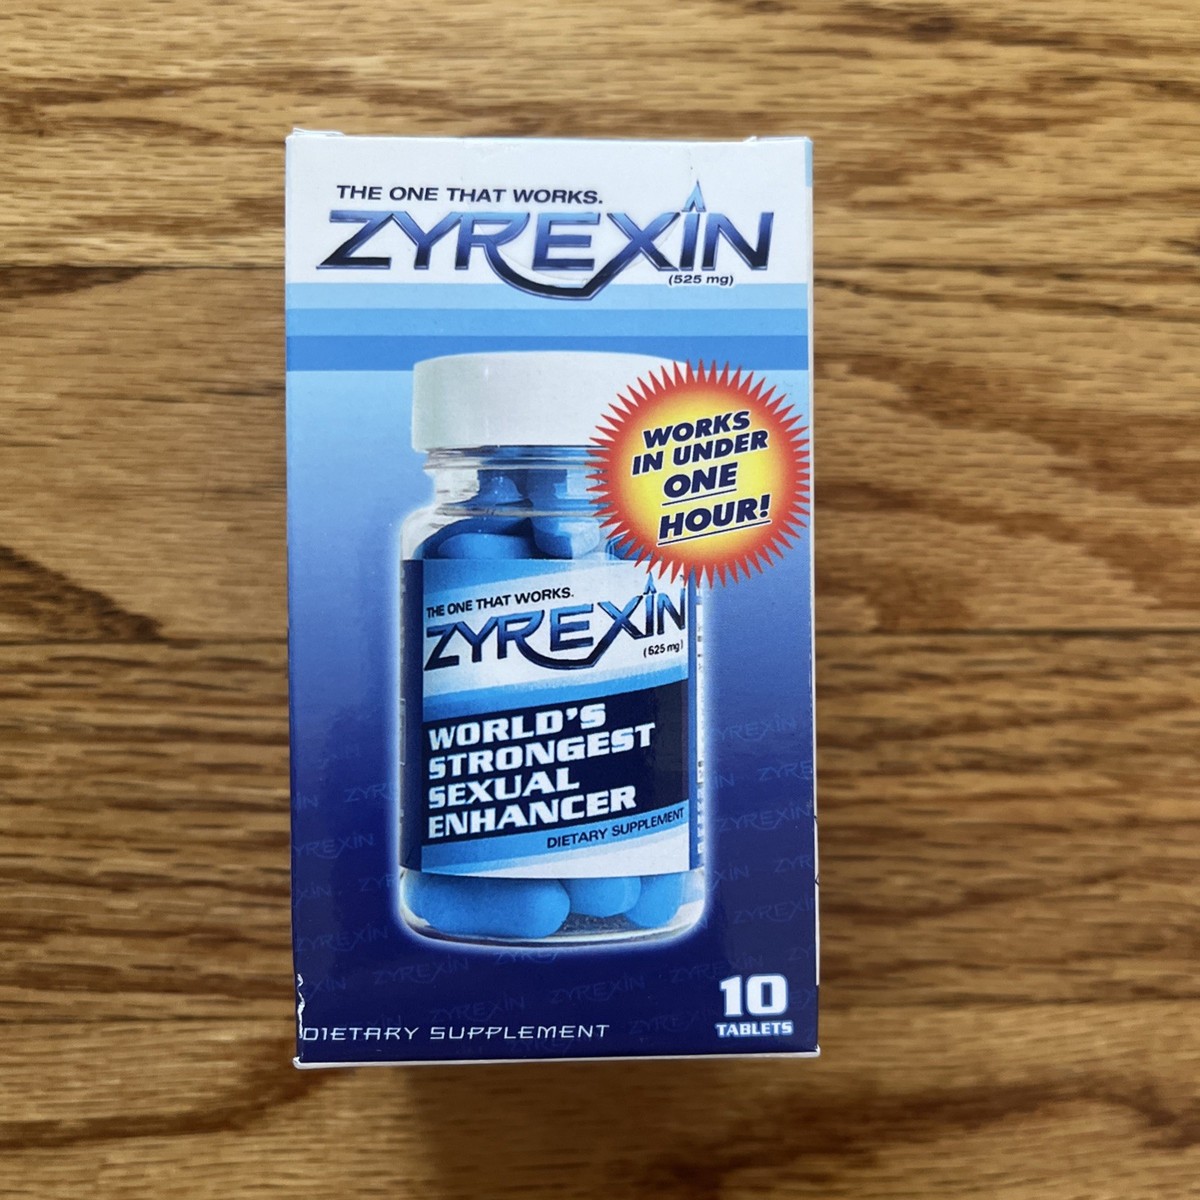 THE ONE THAT WORKS.
ZYREXIN
(525 mg)
WORKS
IN UNDER
ONE
HOUR!
THE ONE THAT WORKS.
ZYREXIN
(525 mg)
WORLD'S
STRONGEST
SEXUAL
ENHANCER
DIETARY SUPPLEMENT
10
TABLETS
DIETARY SUPPLEMENT